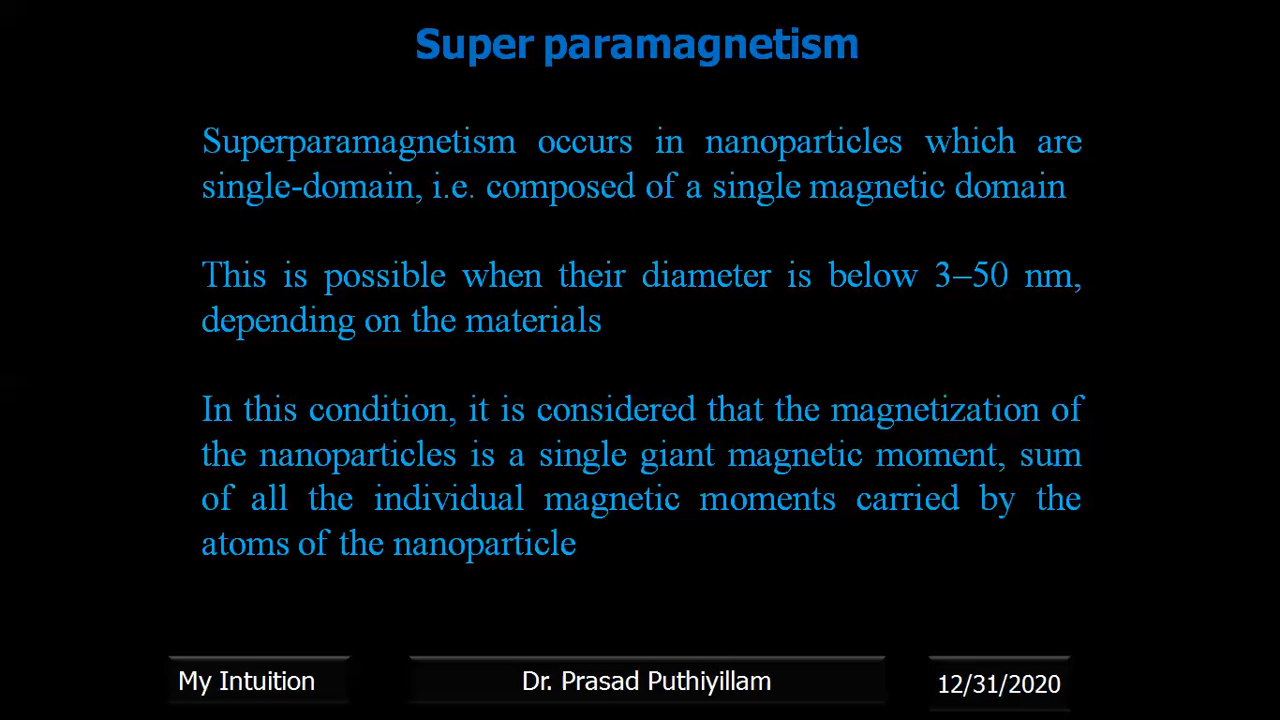 Super paramagnetism
Superparamagnetism occurs in nanoparticles which are
single-domain, i.e. composed of a single magnetic domain
This is possible when their diameter is below 3–50 nm,
depending on the materials
In this condition, it is considered that the magnetization of
the nanoparticles is a single giant magnetic moment, sum
of all the individual magnetic moments carried by the
atoms of the nanoparticle
My Intuition
Dr. Prasad Puthiyillam
12/31/2020